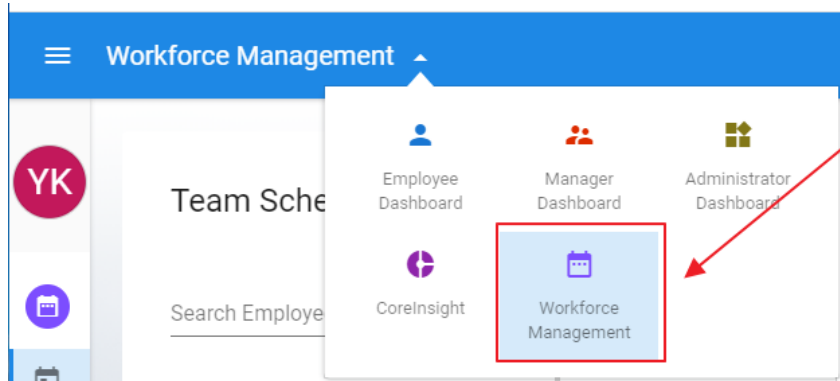 Workforce Management
YK
Team Sche
Search Employe
Employee
Dashboard
Manager
Dashboard
Administrator
Dashboard
CoreInsight
Workforce
Management